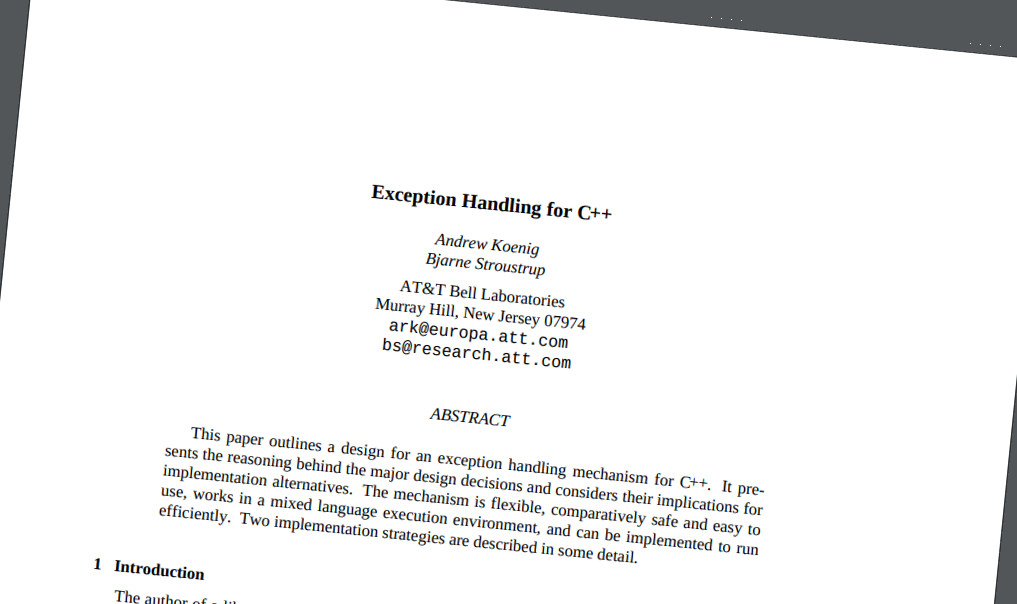 Exception Handling for C++
Andrew Koenig
Bjarne Stroustrup
AT&T Bell Laboratories
Murray Hill, New Jersey 07974
ark@europa.att.com
bs@research.att.com
ABSTRACT
This paper outlines a design for an exception handling mechanism for C++. It pre-
sents the reasoning behind the major design decisions and considers their implications for
implementation alternatives. The mechanism is flexible, comparatively safe and easy to
use, works in a mixed language execution environment, and can be implemented to run
efficiently. Two implementation strategies are described in some detail.
1 Introduction
The author of a